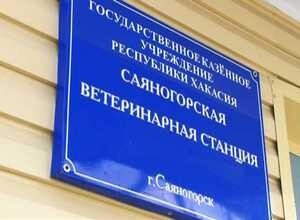 ГОСУДАРСТВЕННОЕ КАЗЁННОЕ
УЧРЕЖДЕНИЕ
РЕСПУБЛИКИ ХАКАСИЯ
САЯНОГОРСКАЯ
ВЕТЕРИНАРНАЯ СТАНЦИЯ
г.Саяногорск